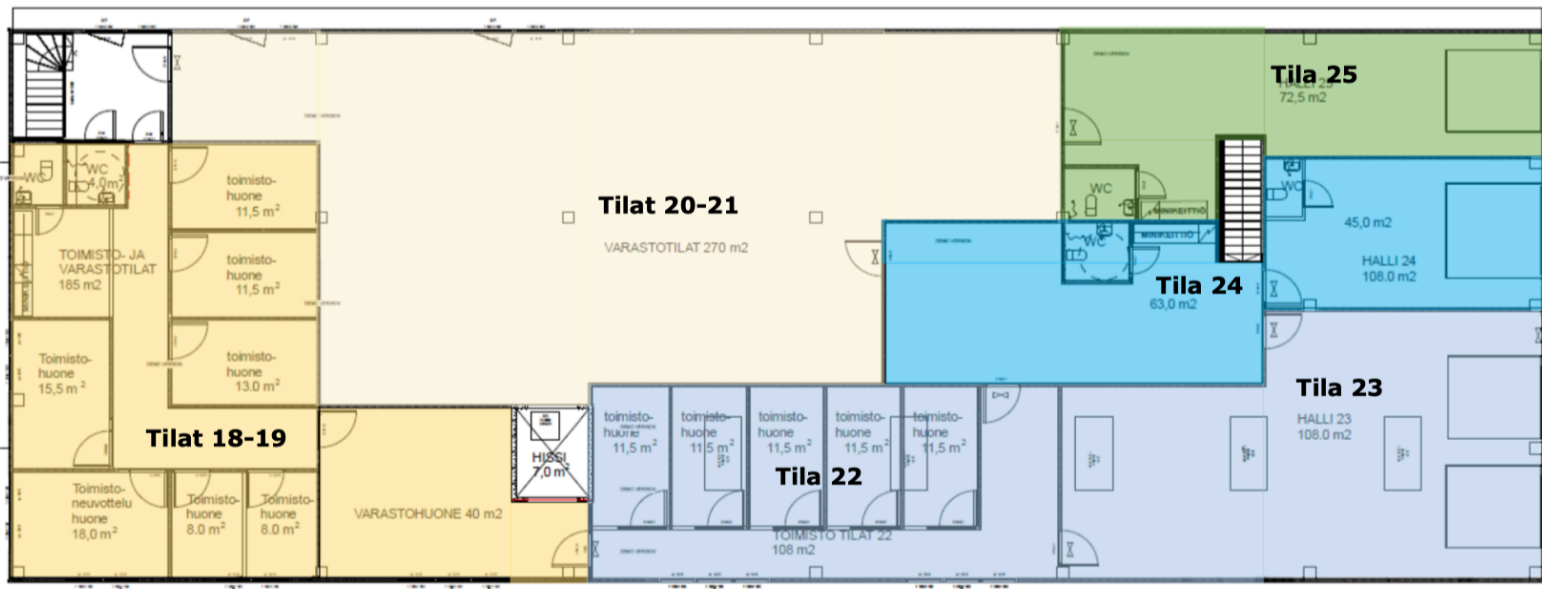 Tila 25
HALLI 25
72,5 m2
WC
WC
4,0m²
toimisto-
huone
11,5 m²
WC
MINIKEITTIÖ
WC
45,0 m2
HALLI 24
108.0 m2
Tilat 20-21
VARASTOTILAT 270 m2
MINIKEITTIÖ
WC
Tila 24
63,0 m2
TOIMISTO- JA
VARASTOTILAT
185 m2
toimisto-
huone
11,5 m²
toimisto-
huone
13.0 m²
Toimisto-
huone
15,5 m²
Tilat 18-19
Tila 23
HALLI 23
108.0 m2
HISSI
7,0 m²
toimisto-
huone
11,5 m²
toimisto-
huone
11,5 m²
toimisto-
huone
11,5 m²
toimisto-
huone
11,5 m²
toimisto-
huone
11,5 m²
Tila 22
TOIMISTO TILAT 22
108 m2
Toimisto-
neuvottelu
huone
18,0 m²
Toimisto-
huone
8.0 m²
Toimisto-
huone
8.0 m²
VARASTOHUONE 40 m2